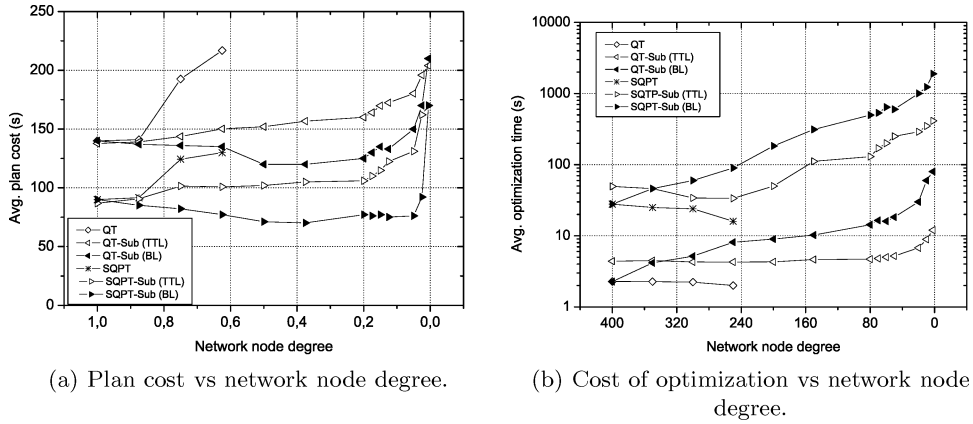 250
200
150
100
50
0
Avg. plan cost (s)
QT
QT-Sub (TTL)
QT-Sub (BL)
SQPT
SQPT-Sub (TTL)
SQPT-Sub (BL)
1,0 0,8 0,6 0,4 0,2 0,0
Network node degree
(a) Plan cost vs network node degree.
10000
1000
100
10
1
Avg. optimization time (s)
QT
QT-Sub (TTL)
QT-Sub (BL)
SQPT
SQTP-Sub (TTL)
SQPT-Sub (BL)
400 320 240 160 80 0
Network node degree
(b) Cost of optimization vs network node
degree.